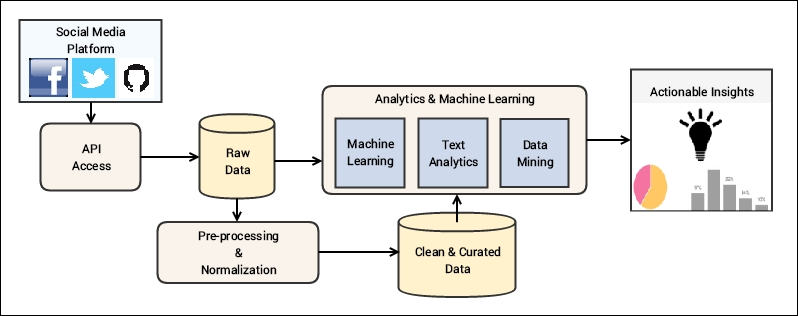 Social Media
Platform
f
API
Access
Raw
Data
Pre-processing
&
Normalization
Clean & Curated
Data
Analytics & Machine Learning
Machine
Learning
Text
Analytics
Data
Mining
Actionable Insights